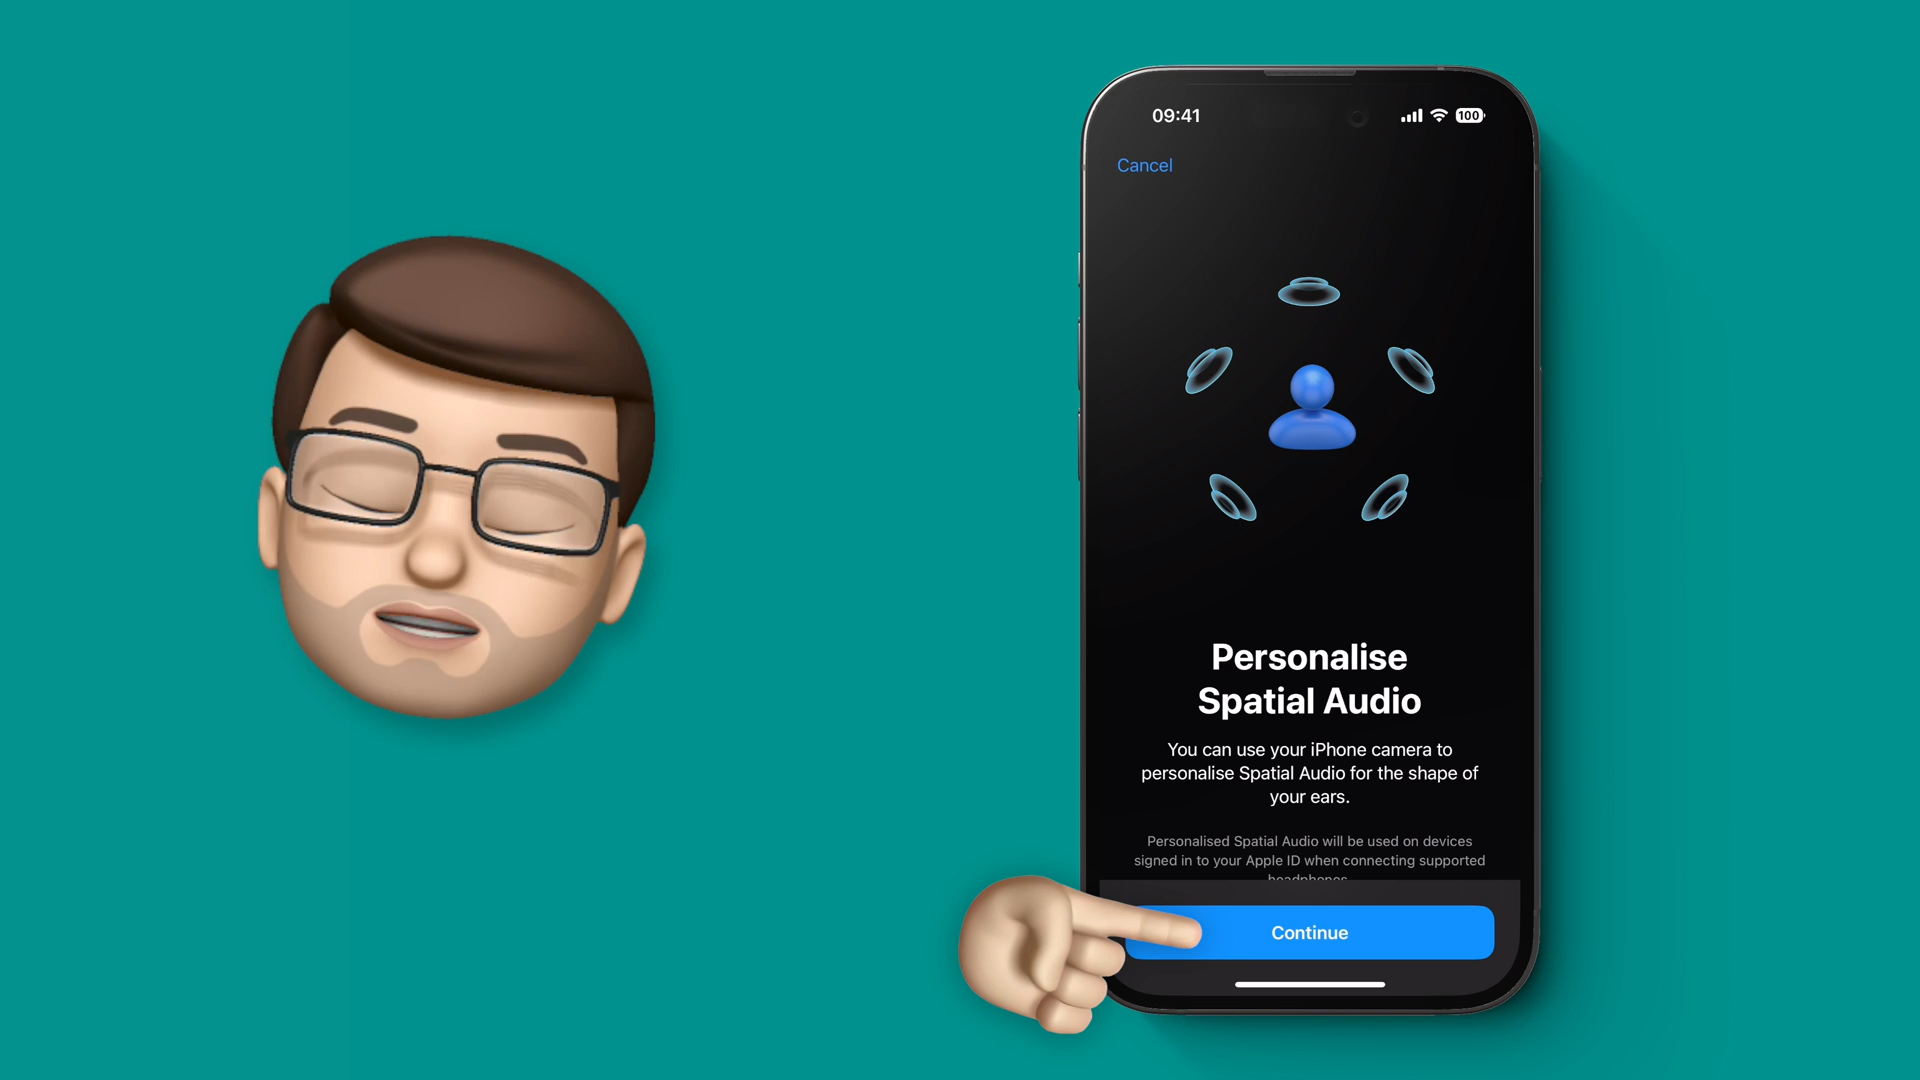 09:41
100
Cancel
Personalise
Spatial Audio
You can use your iPhone camera to
personalise Spatial Audio for the shape of
your ears.
Personalised Spatial Audio will be used on devices
signed in to your Apple ID when connecting supported
headphones.
Continue